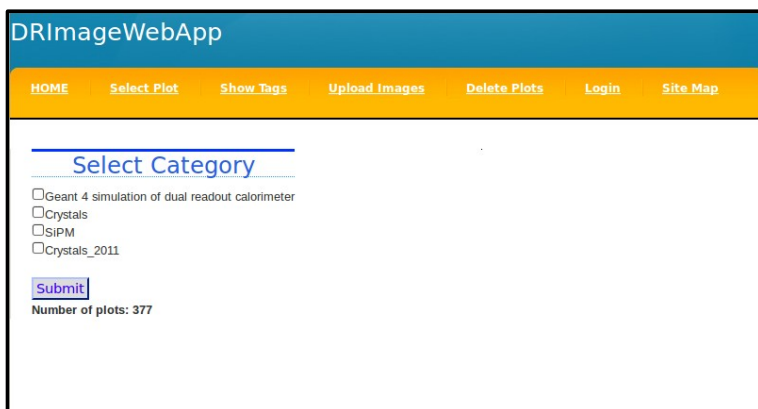 DRImageWebApp
HOME Select Plot Show Tags Upload Images Delete Plots Login Site Map
Select Category
Geant 4 simulation of dual readout calorimeter
Crystals
SiPM
Crystals_2011
Submit
Number of plots: 377